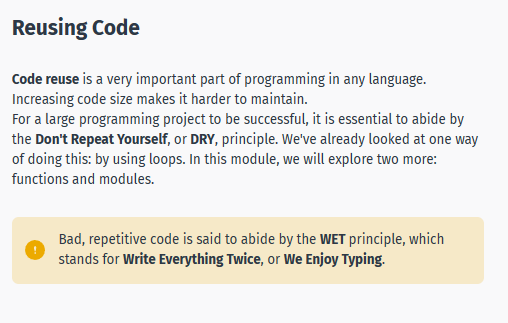 Reusing Code
Code reuse is a very important part of programming in any language.
Increasing code size makes it harder to maintain.
For a large programming project to be successful, it is essential to abide by
the Don't Repeat Yourself, or DRY, principle. We've already looked at one way
of doing this: by using loops. In this module, we will explore two more:
functions and modules.
Bad, repetitive code is said to abide by the WET principle, which
stands for Write Everything Twice, or We Enjoy Typing.